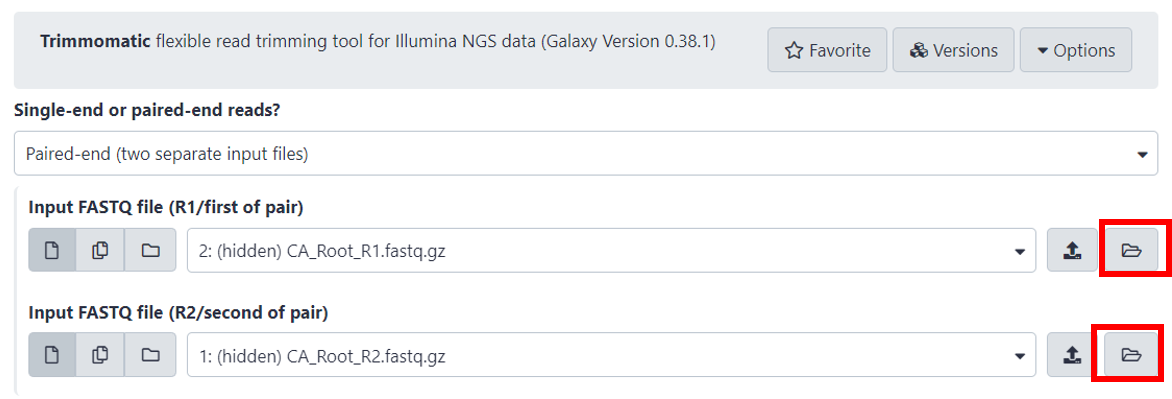 Trimmomatic flexible read trimming tool for Illumina NGS data (Galaxy Version 0.38.1)
Favorite
Versions
Options
Single-end or paired-end reads?
Paired-end (two separate input files)
Input FASTQ file (R1/first of pair)
2: (hidden) CA_Root_R1.fastq.gz
Input FASTQ file (R2/second of pair)
1: (hidden) CA_Root_R2.fastq.gz